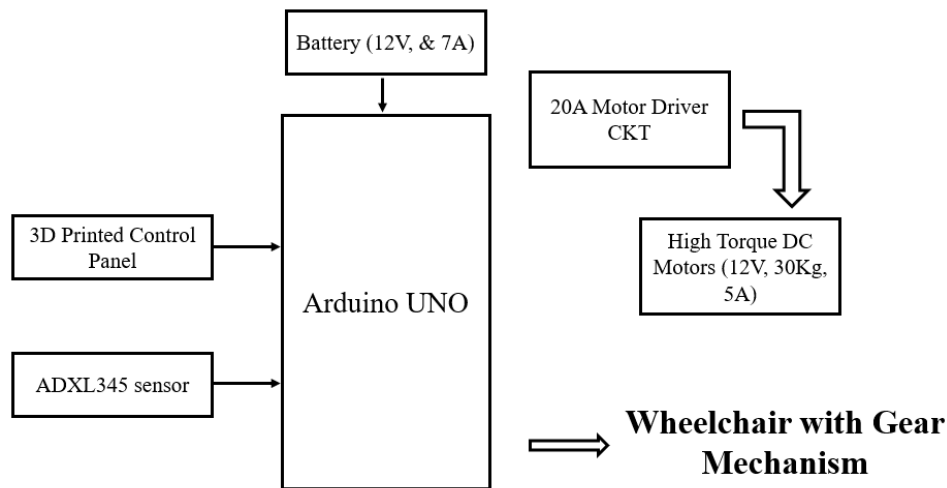 Battery (12V, & 7A)
20A Motor Driver
CKT
3D Printed Control
Panel
High Torque DC
Motors (12V, 30Kg,
5A)
Arduino UNO
ADXL345 sensor
Wheelchair with Gear
Mechanism